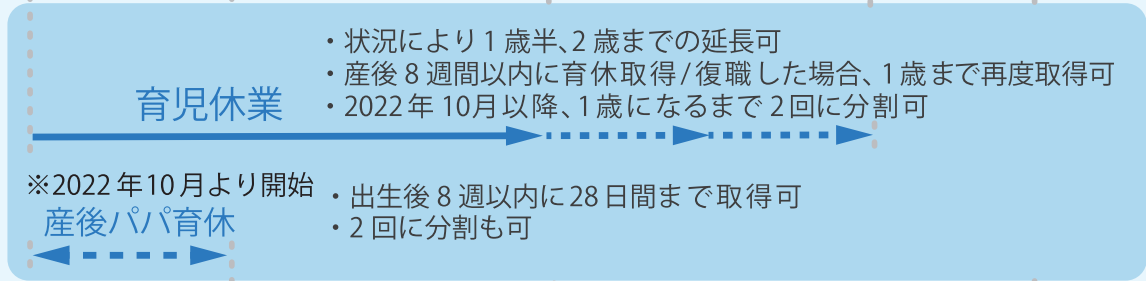 ・状況により1歳半、2歳までの延長可
・産後8週間以内に育休取得/復職した場合、1歳まで再度取得可
育児休業
・2022年10月以降、1歳になるまで2回に分割可
※2022年10月より開始
・出生後8週以内に28日間まで取得可
産後パパ育休
・2回に分割も可